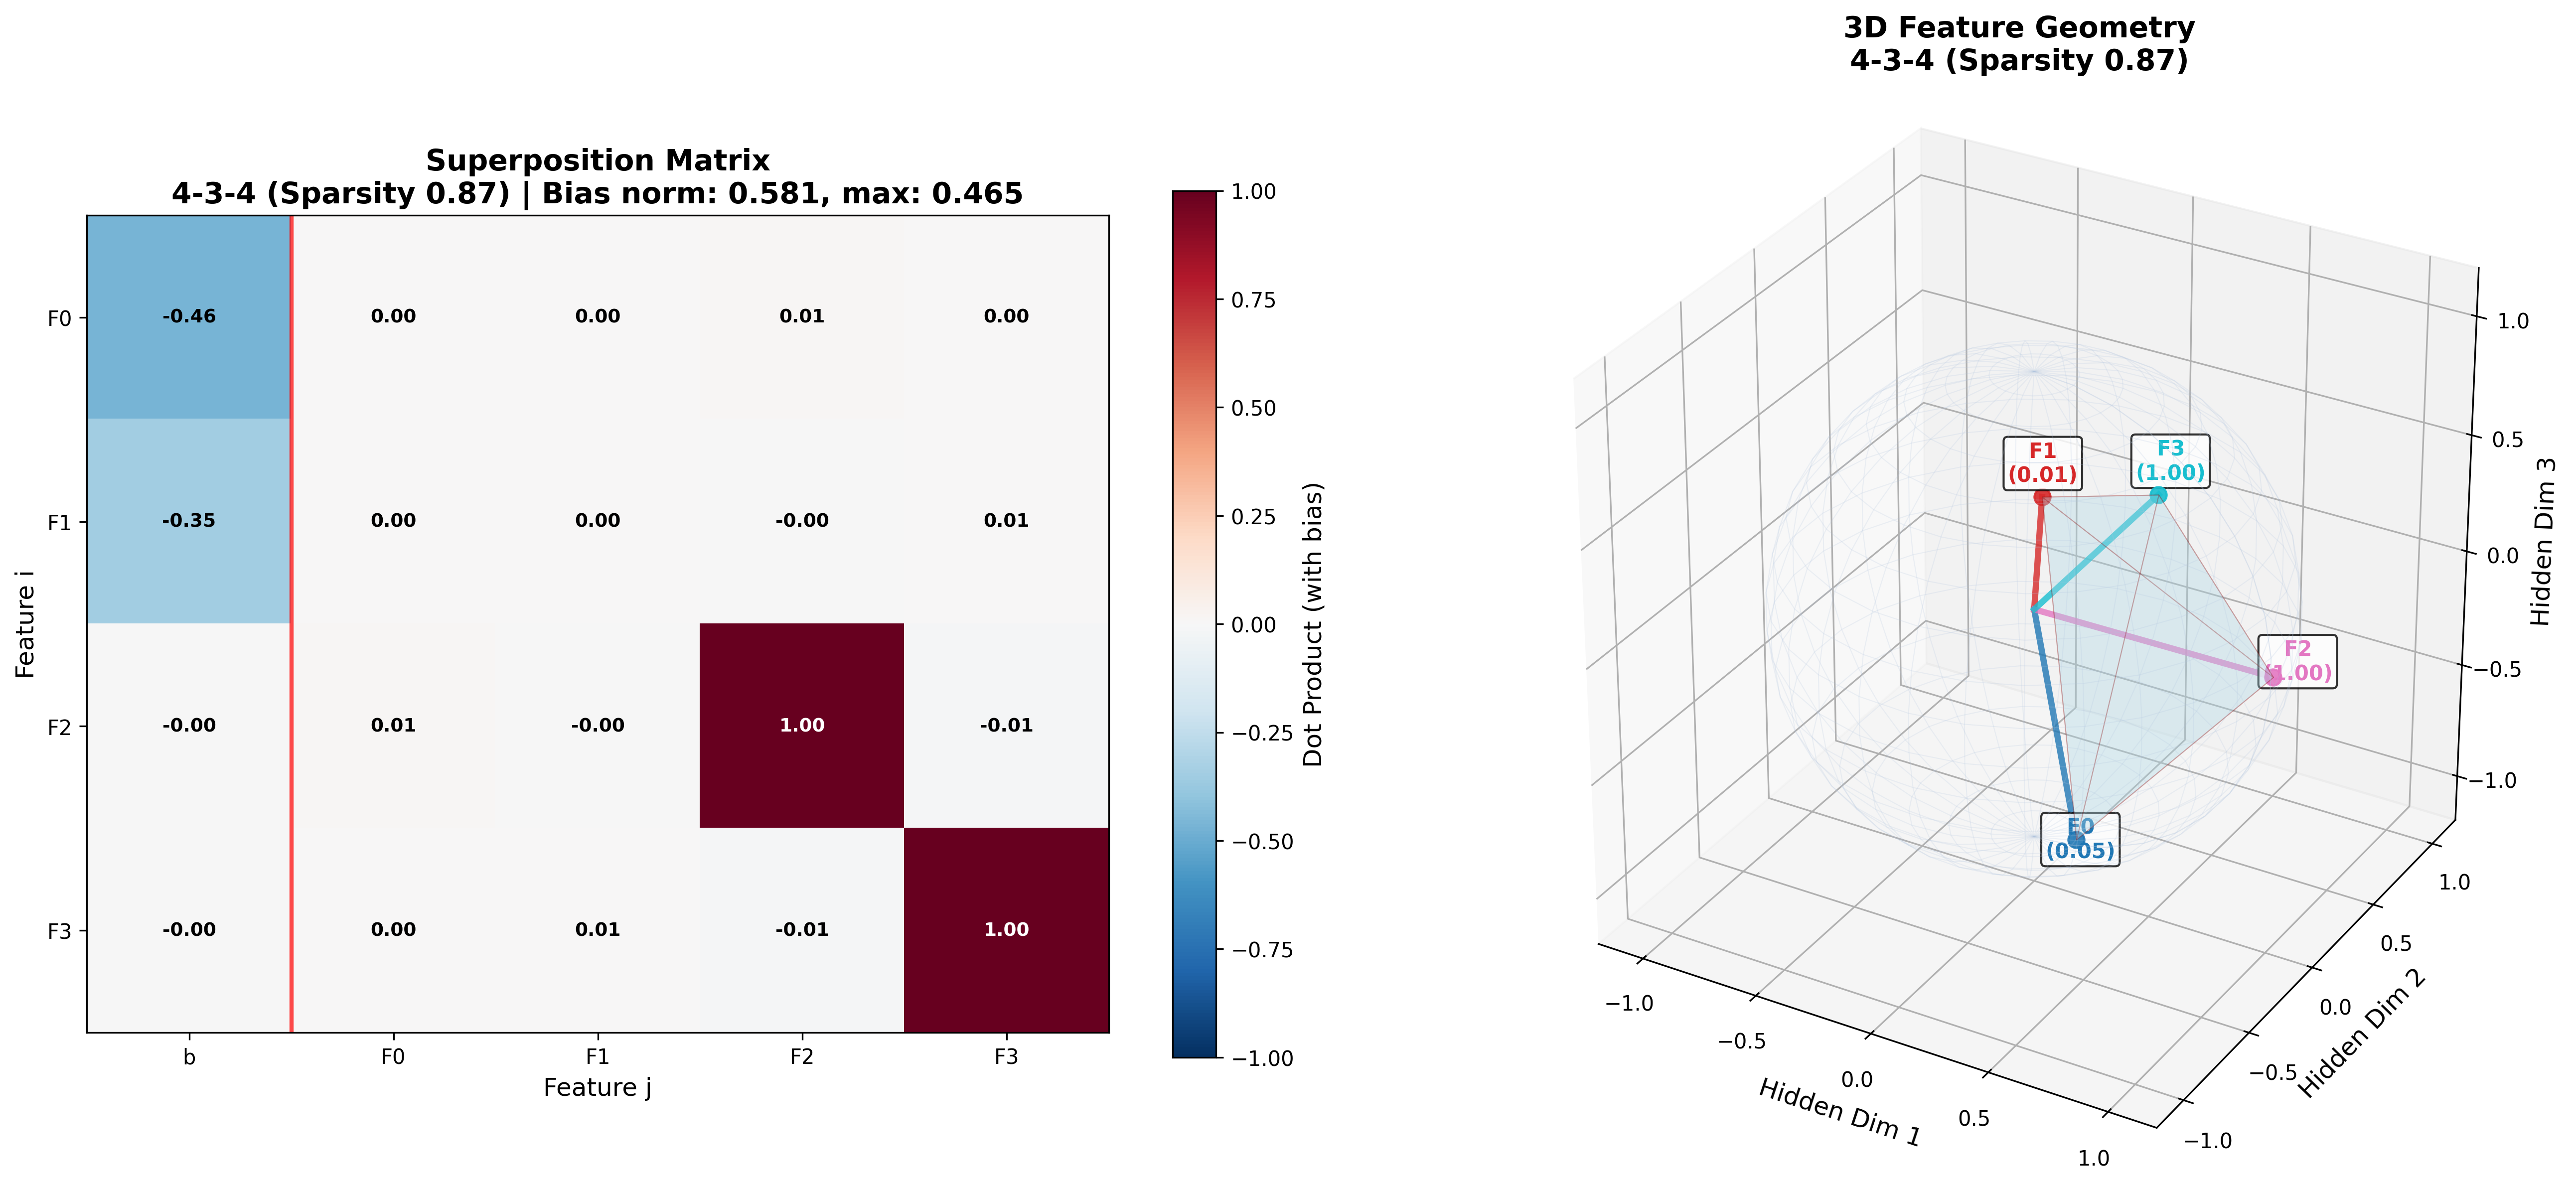 Superposition Matrix
4-3-4 (Sparsity 0.87) | Bias norm: 0.581, max: 0.465
Feature i
F0
-0.46
0.00
0.00
0.01
0.00
F1
-0.35
0.00
0.00
-0.00
0.01
F2
-0.00
0.01
-0.00
1.00
-0.01
F3
-0.00
0.00
0.01
-0.01
1.00
b
F0
F1
F2
F3
Feature j
1.00
0.75
0.50
0.25
0.00
−0.25
−0.50
−0.75
−1.00
Dot Product (with bias)
3D Feature Geometry
4-3-4 (Sparsity 0.87)
F1
(0.01)
F3
(1.00)
F2
(1.00)
F0
(0.05)
1.0
0.5
0.0
−0.5
−1.0
Hidden Dim 3
1.0
0.5
0.0
−0.5
−1.0
Hidden Dim 2
−1.0
−0.5
0.0
0.5
1.0
Hidden Dim 1